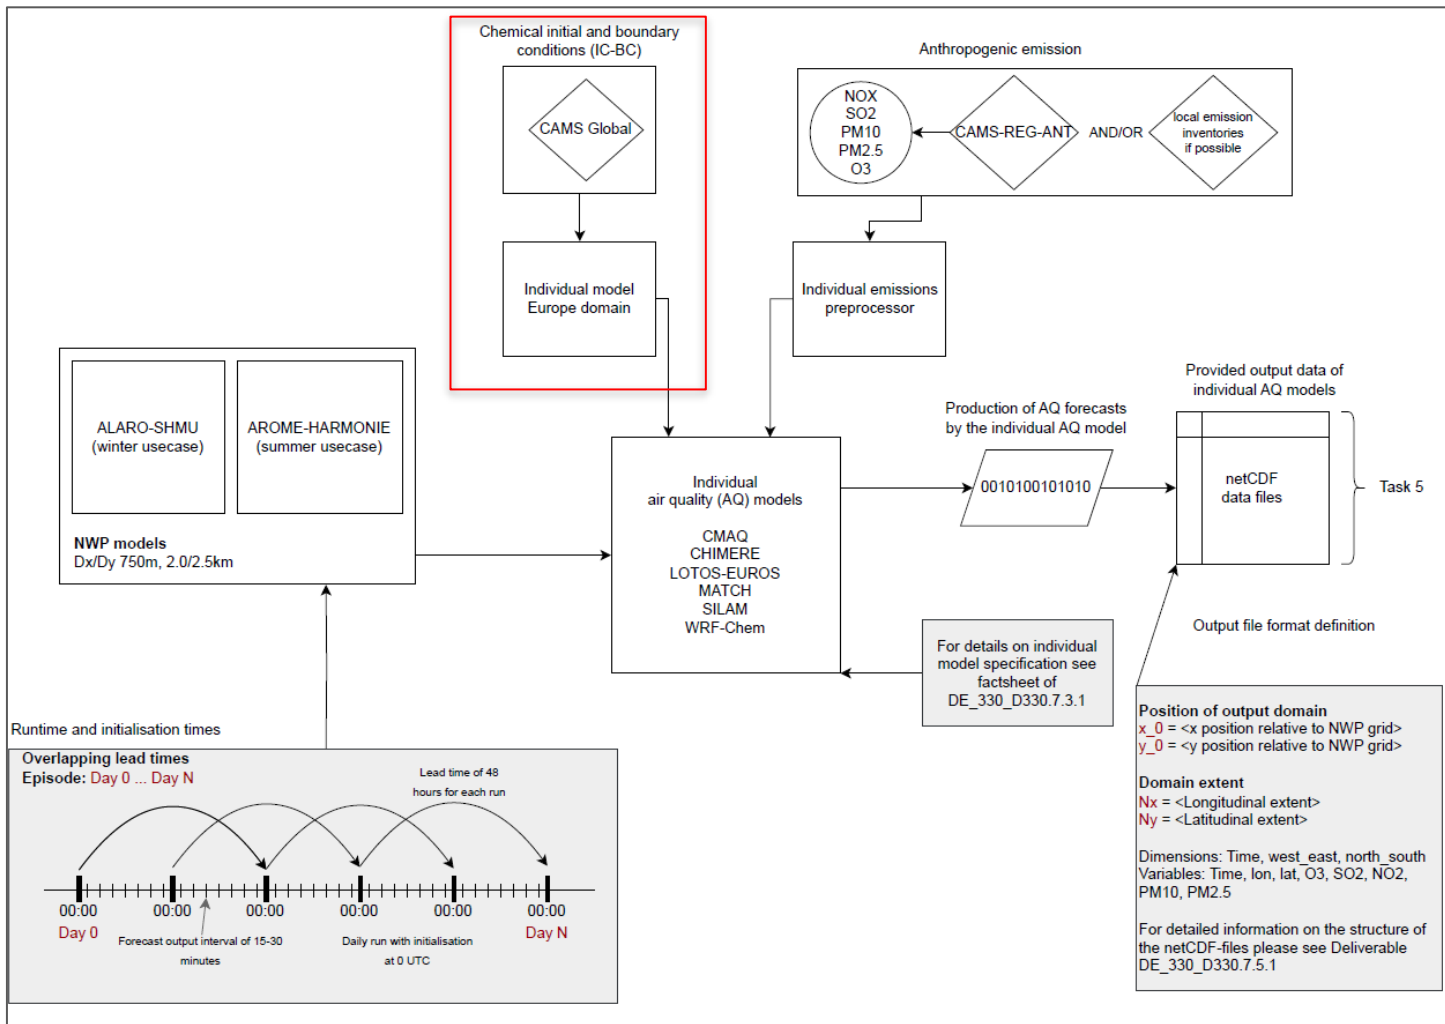 Chemical initial and boundary
conditions (IC-BC)
CAMS Global
Individual model
Europe domain
Anthropogenic emission
NOX
SO2
PM10
PM2.5
O3
CAMS-REG-ANT
AND/OR
local emission
inventories
if possible
Individual emissions
preprocessor
ALARO-SHMU
(winter usecase)
AROME-HARMONIE
(summer usecase)
NWP models
Dx/Dy 750m, 2.0/2.5km
Individual
air quality (AQ) models
CMAQ
CHIMERE
LOTOS-EUROS
MATCH
SILAM
WRF-Chem
Production of AQ forecasts
by the individual AQ model
0010100101010
Provided output data of
individual AQ models
netCDF
data files
Task 5
For details on individual
model specification see
factsheet of
DE_330_D330.7.3.1
Output file format definition
Position of output domain
x_0 = <x position relative to NWP grid>
y_0 = <y position relative to NWP grid>
Domain extent
Nx = <Longitudinal extent>
Ny = <Latitudinal extent>
Dimensions: Time, west_east, north_south
Variables: Time, lon, lat, O3, SO2, NO2,
PM10, PM2.5
For detailed information on the structure of
the netCDF-files please see Deliverable
DE_330_D330.7.5.1
Runtime and initialisation times
Overlapping lead times
Episode: Day 0 ... Day N
Lead time of 48
hours for each run
00:00 00:00 00:00 00:00 00:00 00:00
Day 0
Day N
Forecast output interval of 15-30
minutes
Daily run with initialisation
at 0 UTC